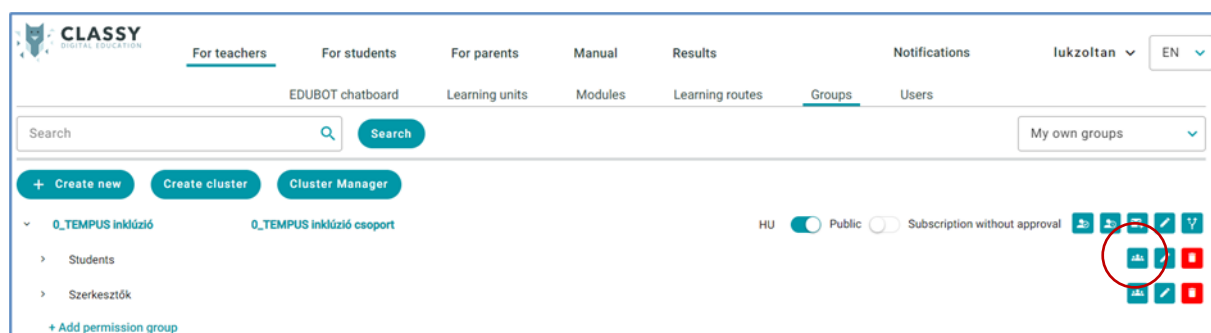 CLASSY
DIGITAL EDUCATION
For teachers For students For parents Manual Results Notifications lukzoltan EN
EDUBOT chatboard Learning units Modules Learning routes Groups Users
Search Search My own groups
+ Create new Create cluster Cluster Manager
0_TEMPUS inklúzió 0_TEMPUS inklúzió csoport HU Public Subscription without approval
Students
Szerkesztők
+ Add permission group